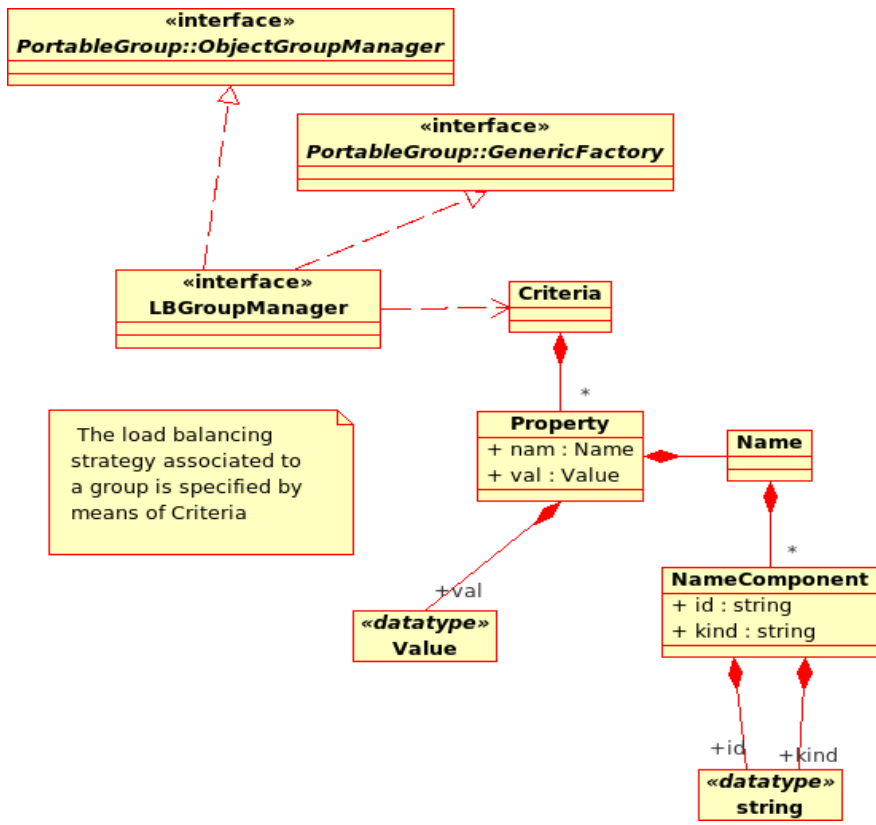 «interface»
PortableGroup::ObjectGroupManager
«interface»
PortableGroup::GenericFactory
«interface»
LBGroupManager
Criteria
*
The load balancing
strategy associated to
a group is specified by
means of Criteria
Property
+ nam : Name
+ val : Value
Name
*
NameComponent
+ id : string
+ kind : string
+val
«datatype»
Value
+id
+kind
«datatype»
string